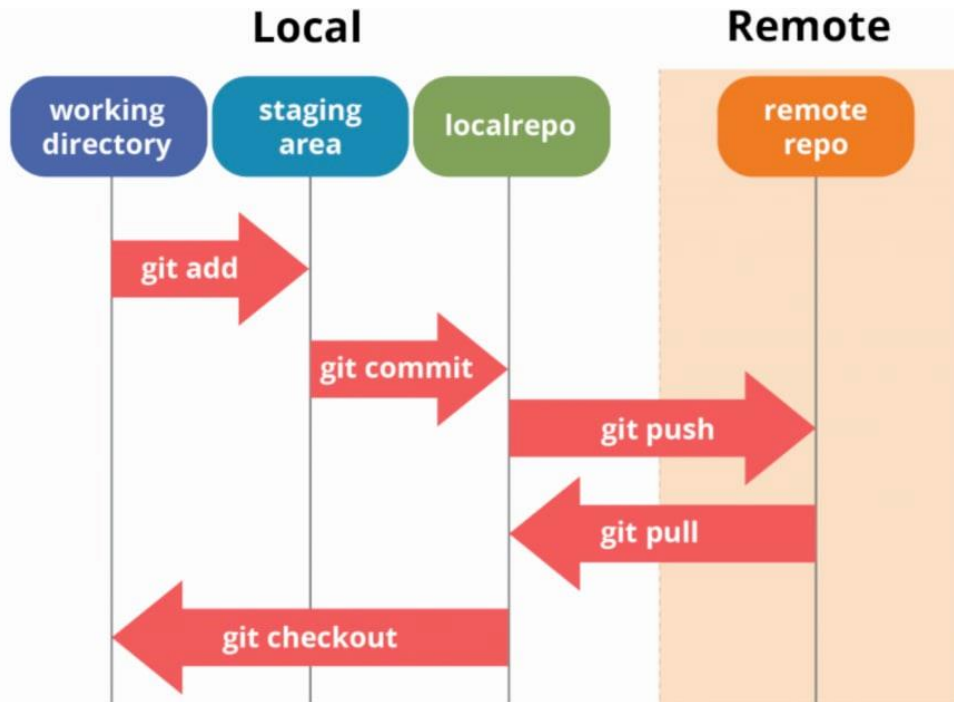 Local
Remote
working
directory
staging
area
localrepo
remote
repo
git add
git commit
git push
git pull
git checkout